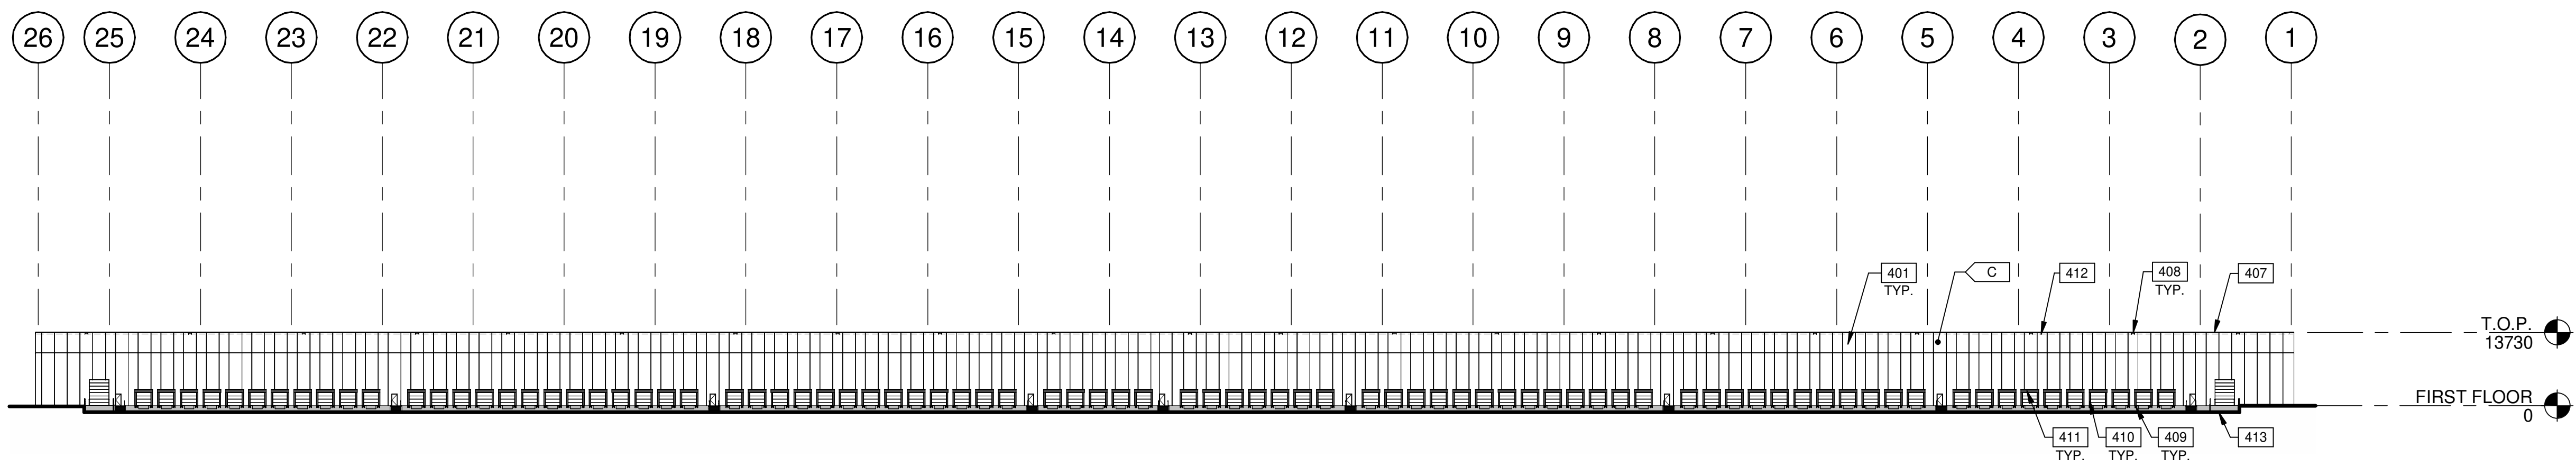 26 25 24 23 22 21 20 19 18 17 16 15 14 13 12 11 10 9 8 7 6 5 4 3 2 1
401 C 412 408 407
TYP. TYP.
T.O.P.
13730
FIRST FLOOR
0
411 410 409 413
TYP. TYP. TYP.